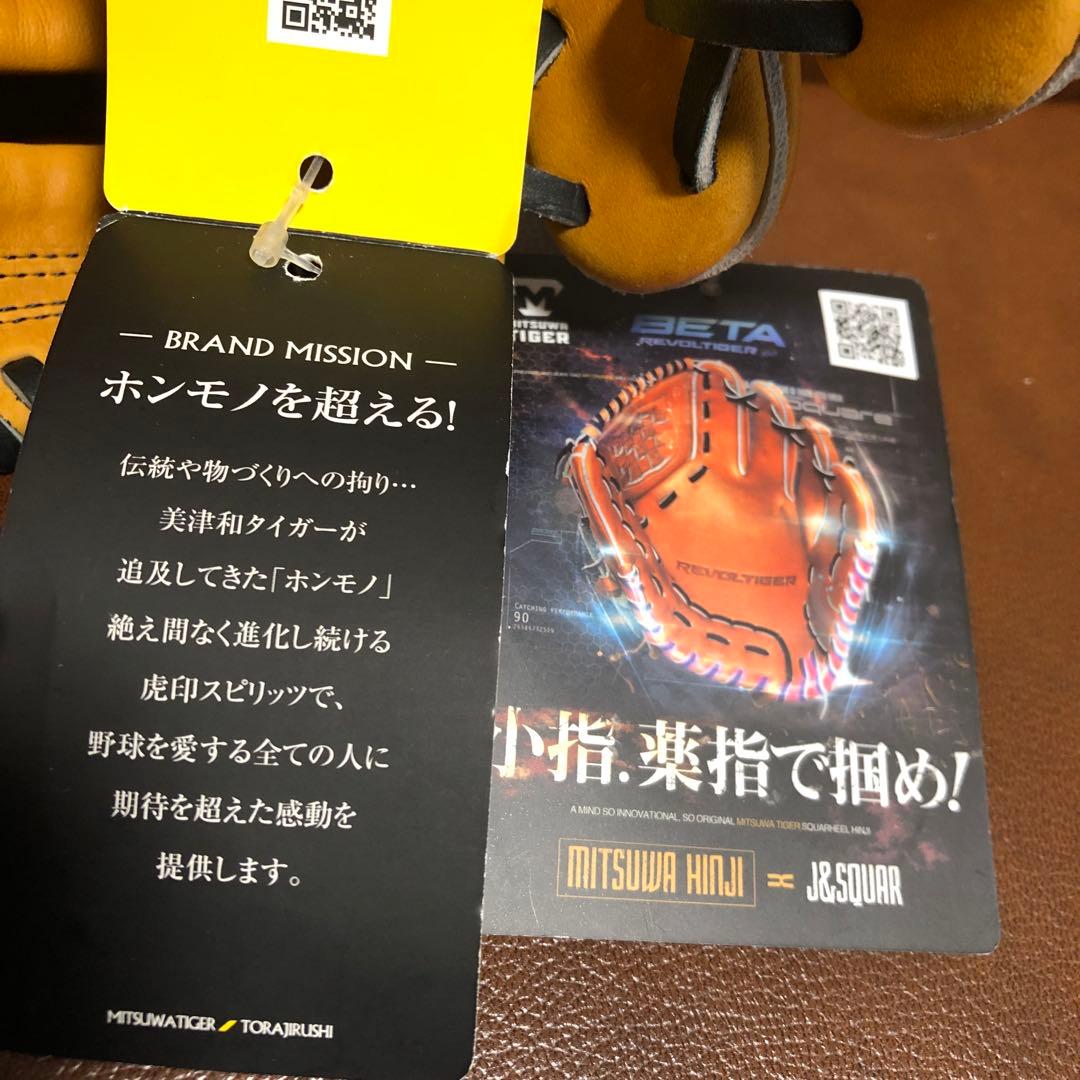 — BRAND MISSION —
ホンモノを超える!
伝統や物づくりへの拘り…
美津和タイガーが
追及してきた「ホンモノ」
絶え間なく進化し続ける
虎印スピリッツで、
野球を愛する全ての人に
期待を超えた感動を
提供します。
MITSUWATIGER TORAJIRUSHI
MITSUWA
TIGER
BETA
REVOLTIGER
REVOLTIGER
CATCHING PERFORMANCE
90
小指.薬指で掴め!
A MIND SO INNOVATIONAL, SO ORIGINAL MITSUWA TIGER SQUARHEEL HINJI
MITSUWA HINJI × J&SQUAR